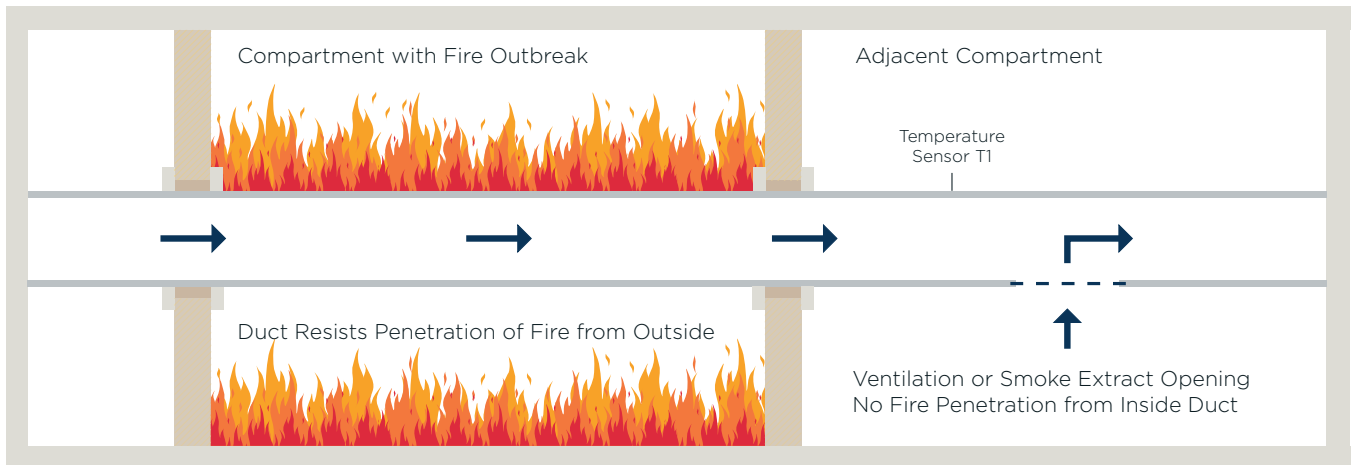 Compartment with Fire Outbreak
Adjacent Compartment
Temperature
Sensor T1
Duct Resists Penetration of Fire from Outside
Ventilation or Smoke Extract Opening
No Fire Penetration from Inside Duct